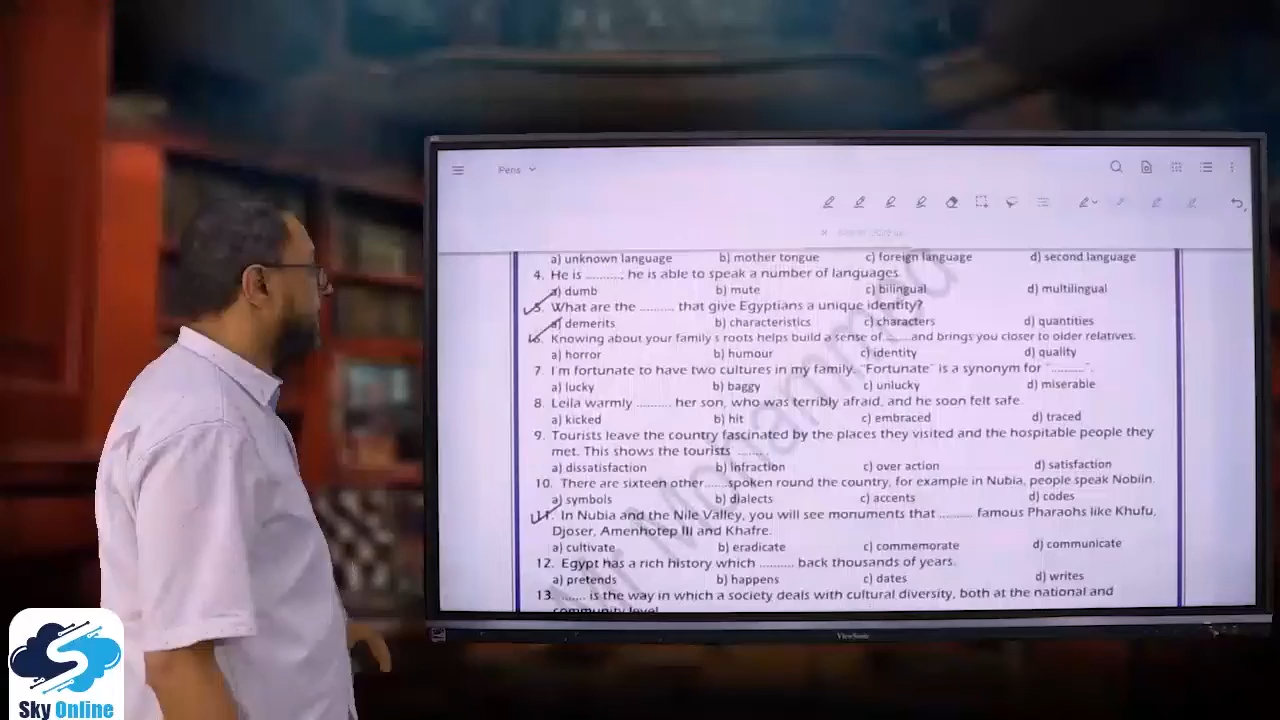 Pens
a) unknown language b) mother tongue c) foreign language d) second language
4. He is ..........; he is able to speak a number of languages.
a) dumb b) mute c) bilingual d) multilingual
5. What are the .......... that give Egyptians a unique identity?
a) demerits b) characteristics c) characters d) quantities
6. Knowing about your family's roots helps build a sense of ...... and brings you closer to older relatives.
a) horror b) humour c) identity d) quality
7. I'm fortunate to have two cultures in my family. "Fortunate" is a synonym for "..........".
a) lucky b) baggy c) unlucky d) miserable
8. Leila warmly .......... her son, who was terribly afraid, and he soon felt safe.
a) kicked b) hit c) embraced d) traced
9. Tourists leave the country fascinated by the places they visited and the hospitable people they
met. This shows the tourists ........
a) dissatisfaction b) infraction c) over action d) satisfaction
10. There are sixteen other......spoken round the country, for example in Nubia, people speak Nobiin.
a) symbols b) dialects c) accents d) codes
11. In Nubia and the Nile Valley, you will see monuments that .......... famous Pharaohs like Khufu,
Djoser, Amenhotep III and Khafre.
a) cultivate b) eradicate c) commemorate d) communicate
12. Egypt has a rich history which .......... back thousands of years.
a) pretends b) happens c) dates d) writes
13. ....... is the way in which a society deals with cultural diversity, both at the national and
community level.
ViewSonic
S
Sky Online